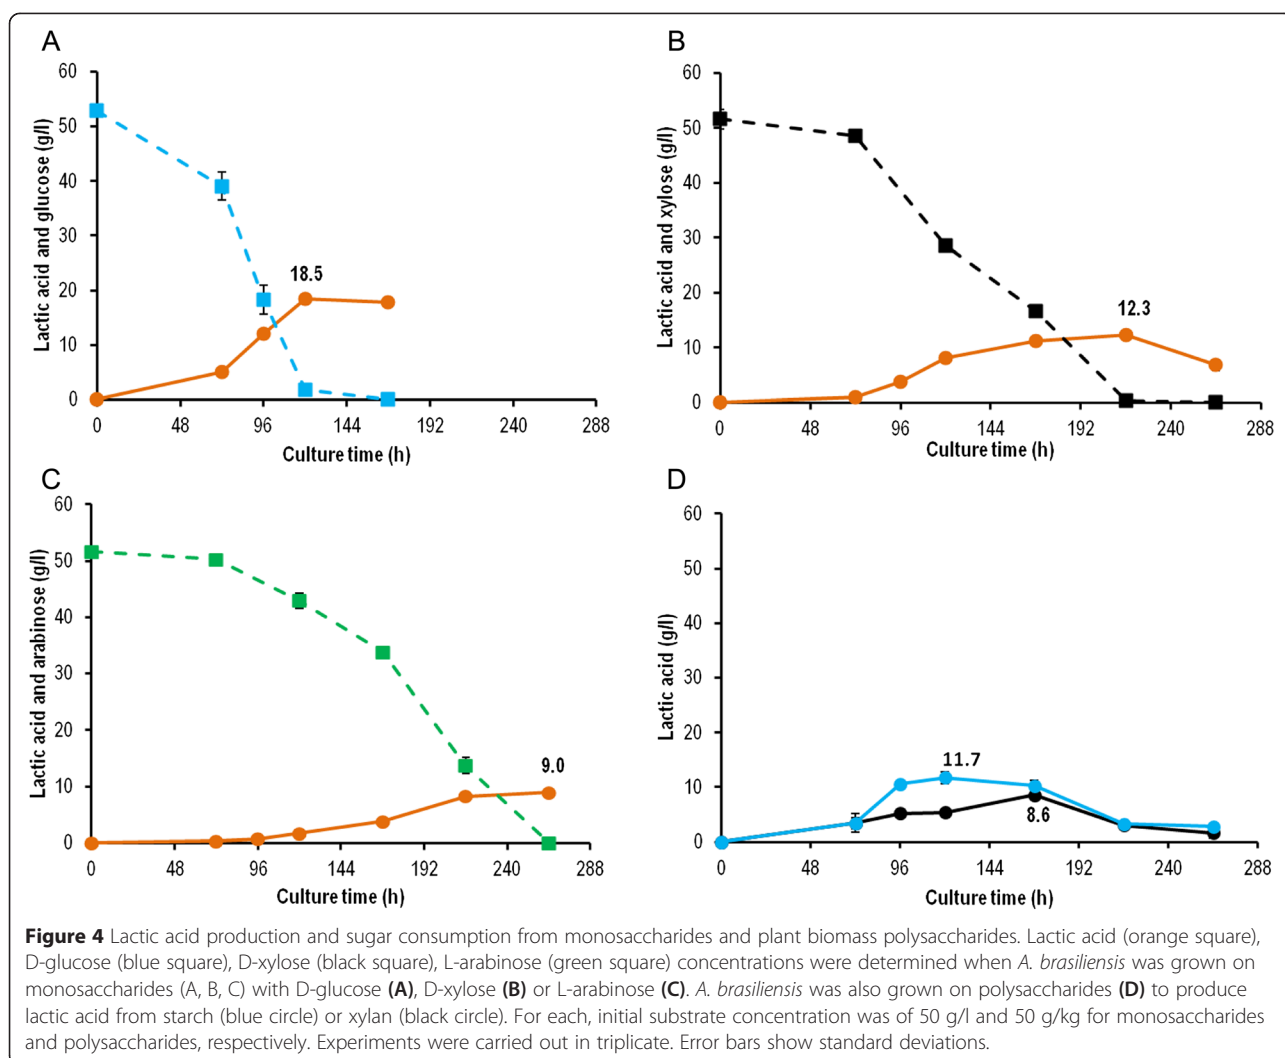 A
60
50
40
30
20
10
0
Lactic acid and glucose (g/l)
18.5
0 48 96 144 192 240 288
Culture time (h)
B
60
50
40
30
20
10
0
Lactic acid and xylose (g/l)
12.3
0 48 96 144 192 240 288
Culture time (h)
C
60
50
40
30
20
10
0
Lactic acid and arabinose (g/l)
9.0
0 48 96 144 192 240 288
Culture time (h)
D
60
50
40
30
20
10
0
Lactic acid (g/l)
11.7
8.6
0 48 96 144 192 240 288
Culture time (h)
Figure 4 Lactic acid production and sugar consumption from monosaccharids and plant biomass polysaccharides. Lactic acid (orange square),
D-glucose (blue square), D-xylose (black square), L-arabinose (green square) concentrations were determined when A. brasiliensis was grown on
monosaccharids (A, B, C) with D-glucose (A), D-xylose (B) or L-arabinose (C). A. brasiliensis was also grown on polysaccharids (D) to produce
lactic acid from starch (blue circle) or xylan (black circle). For each, initial substrate concentration was of 50 g/l and 50 g/kg for monosaccharids
and polysaccharids, respectively. Experiments were carried out in triplicate. Error bars show standard deviations.